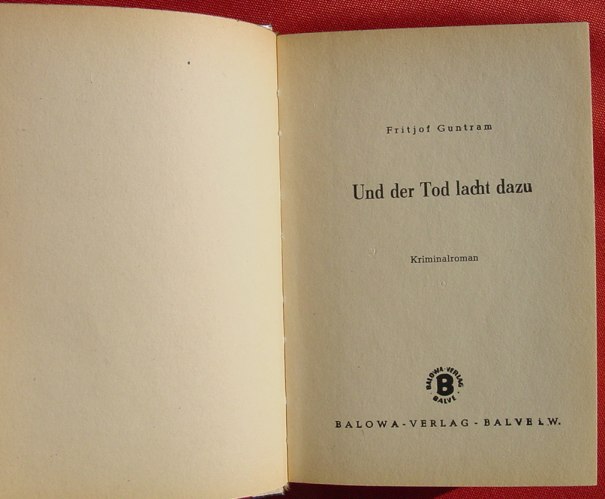 Fritjof Guntram
Und der Tod lacht dazu
Kriminalroman
BALOWA-VERLAG
B
BALVE
BALOWA-VERLAG - BALVE i.W.